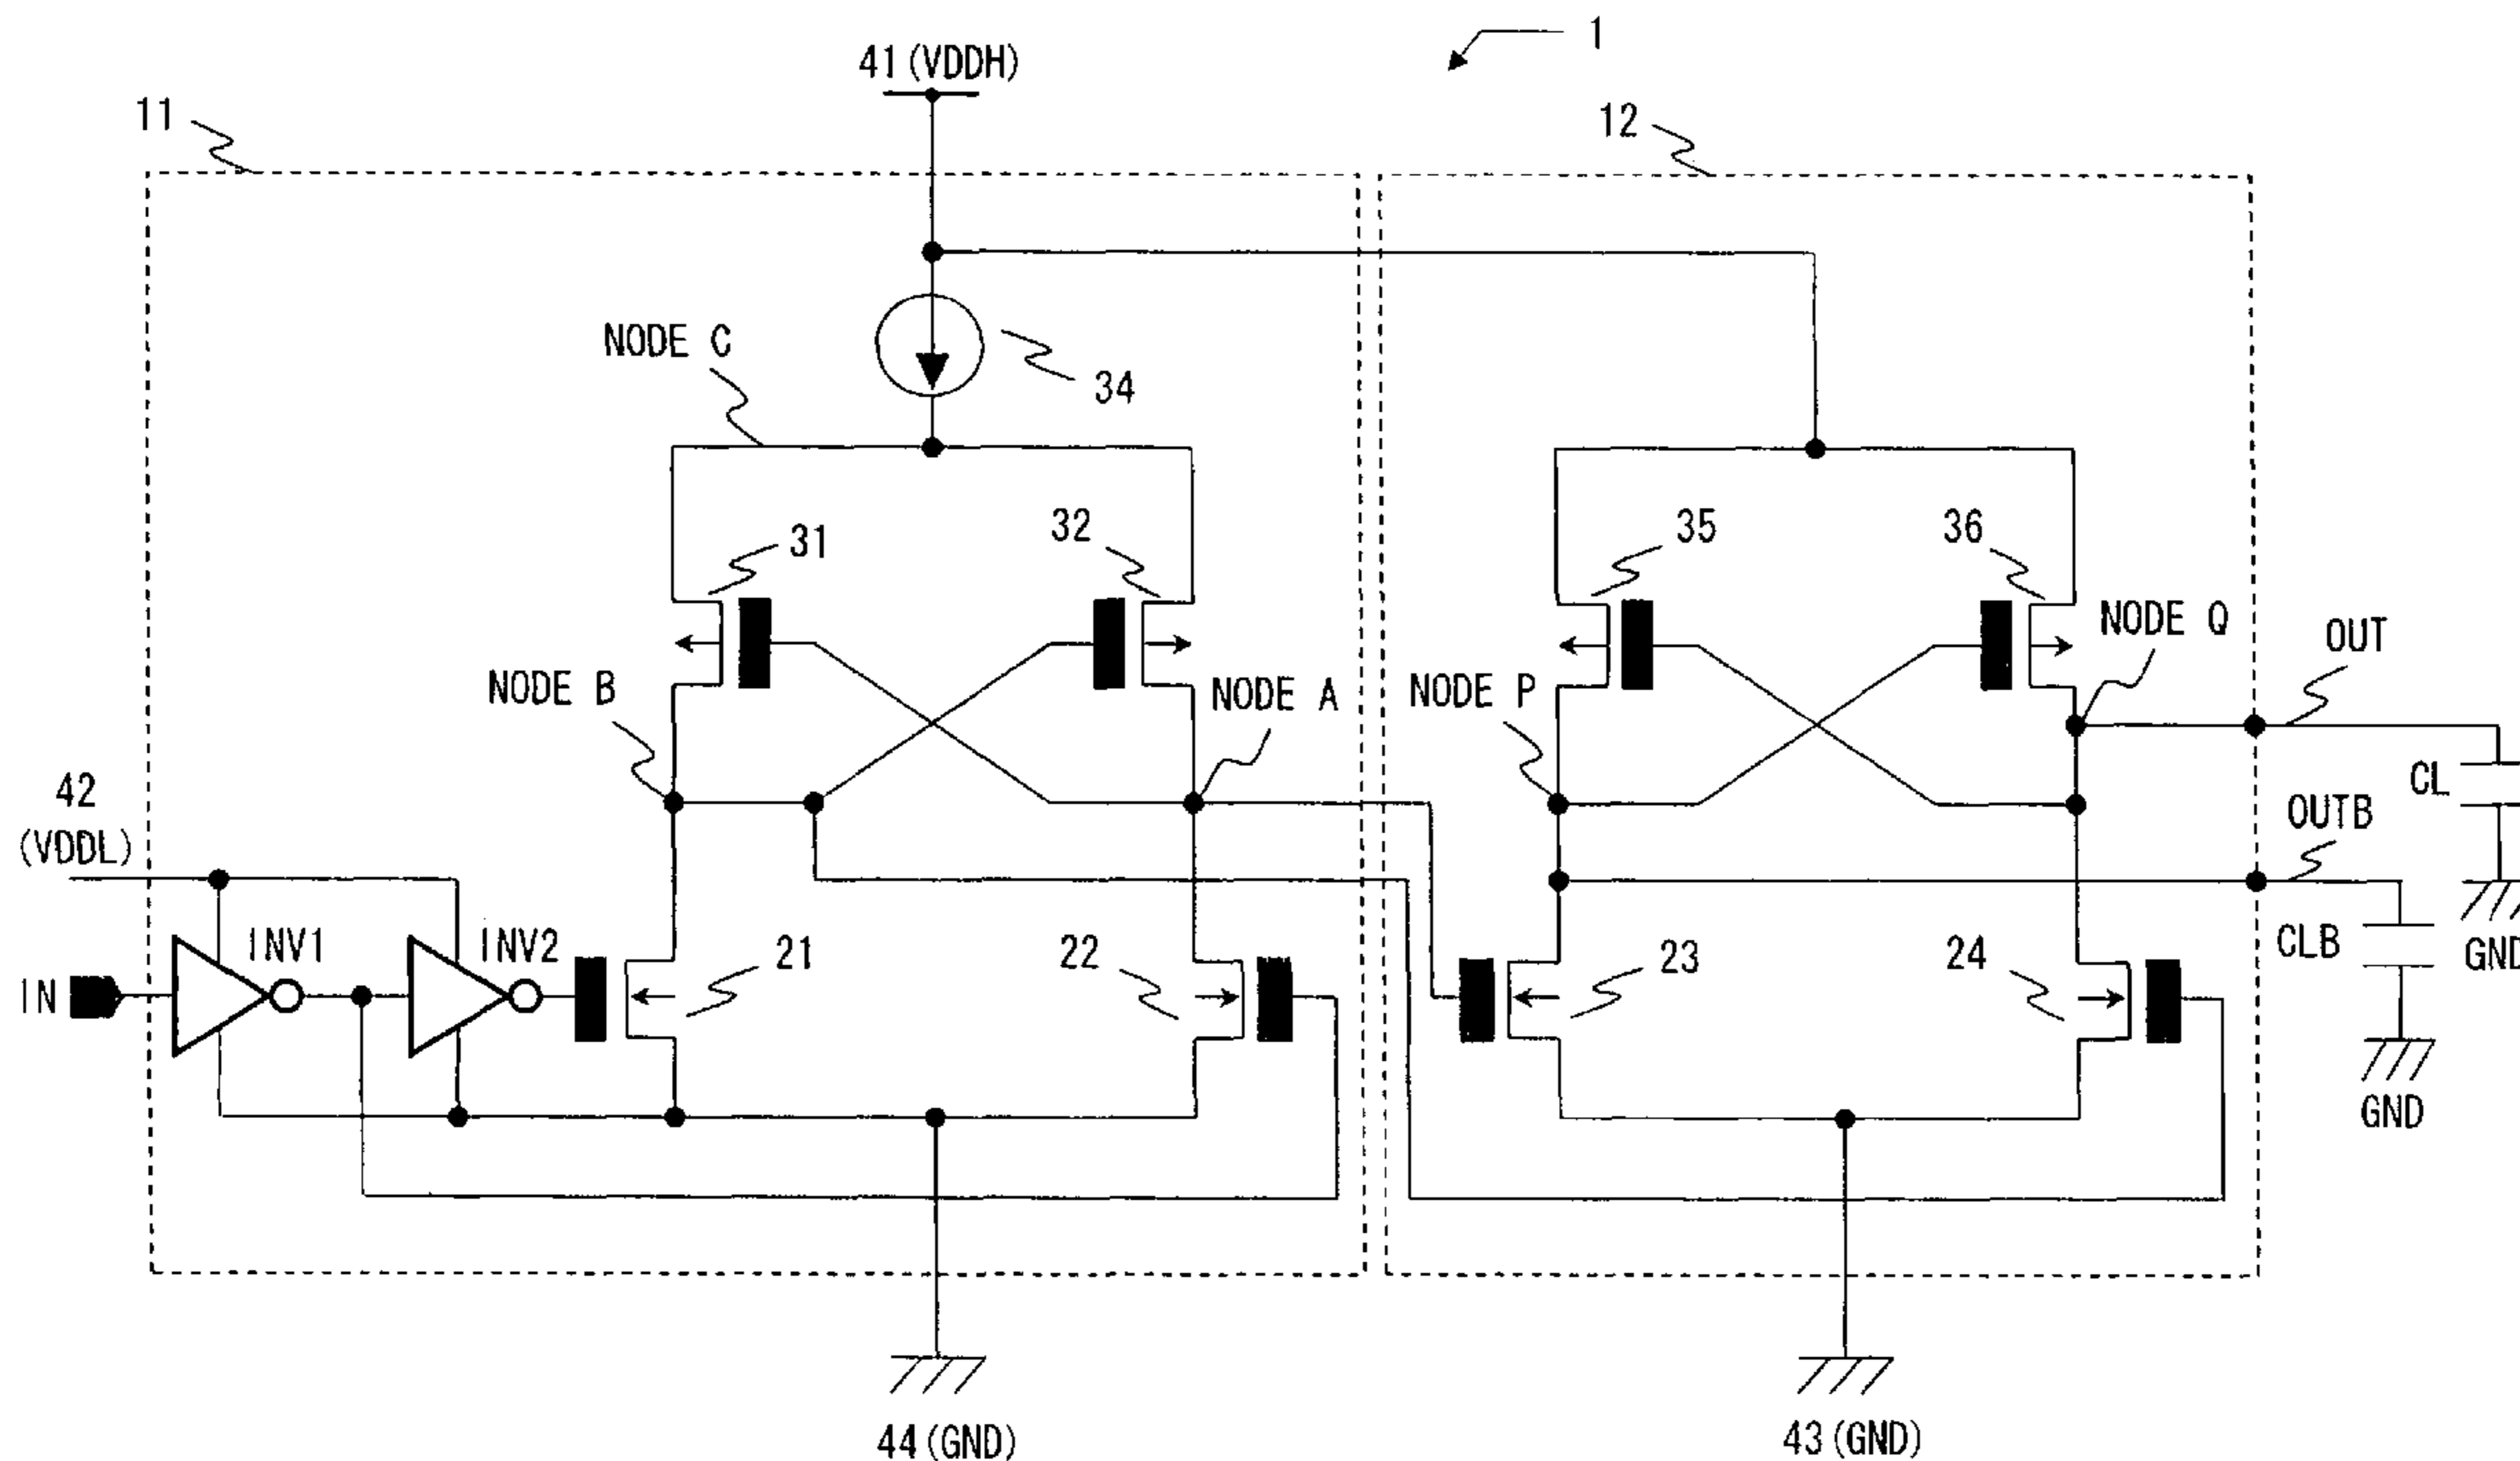 1
41(VDDH)
11
12
NODE C
34
31
32
35
36
NODE Q
OUT
NODE B
NODE A
NODE P
CL
42
(VDDL)
OUTB
INV1
INV2
21
22
23
24
CLB
GND
IN
GND
44(GND)
43(GND)